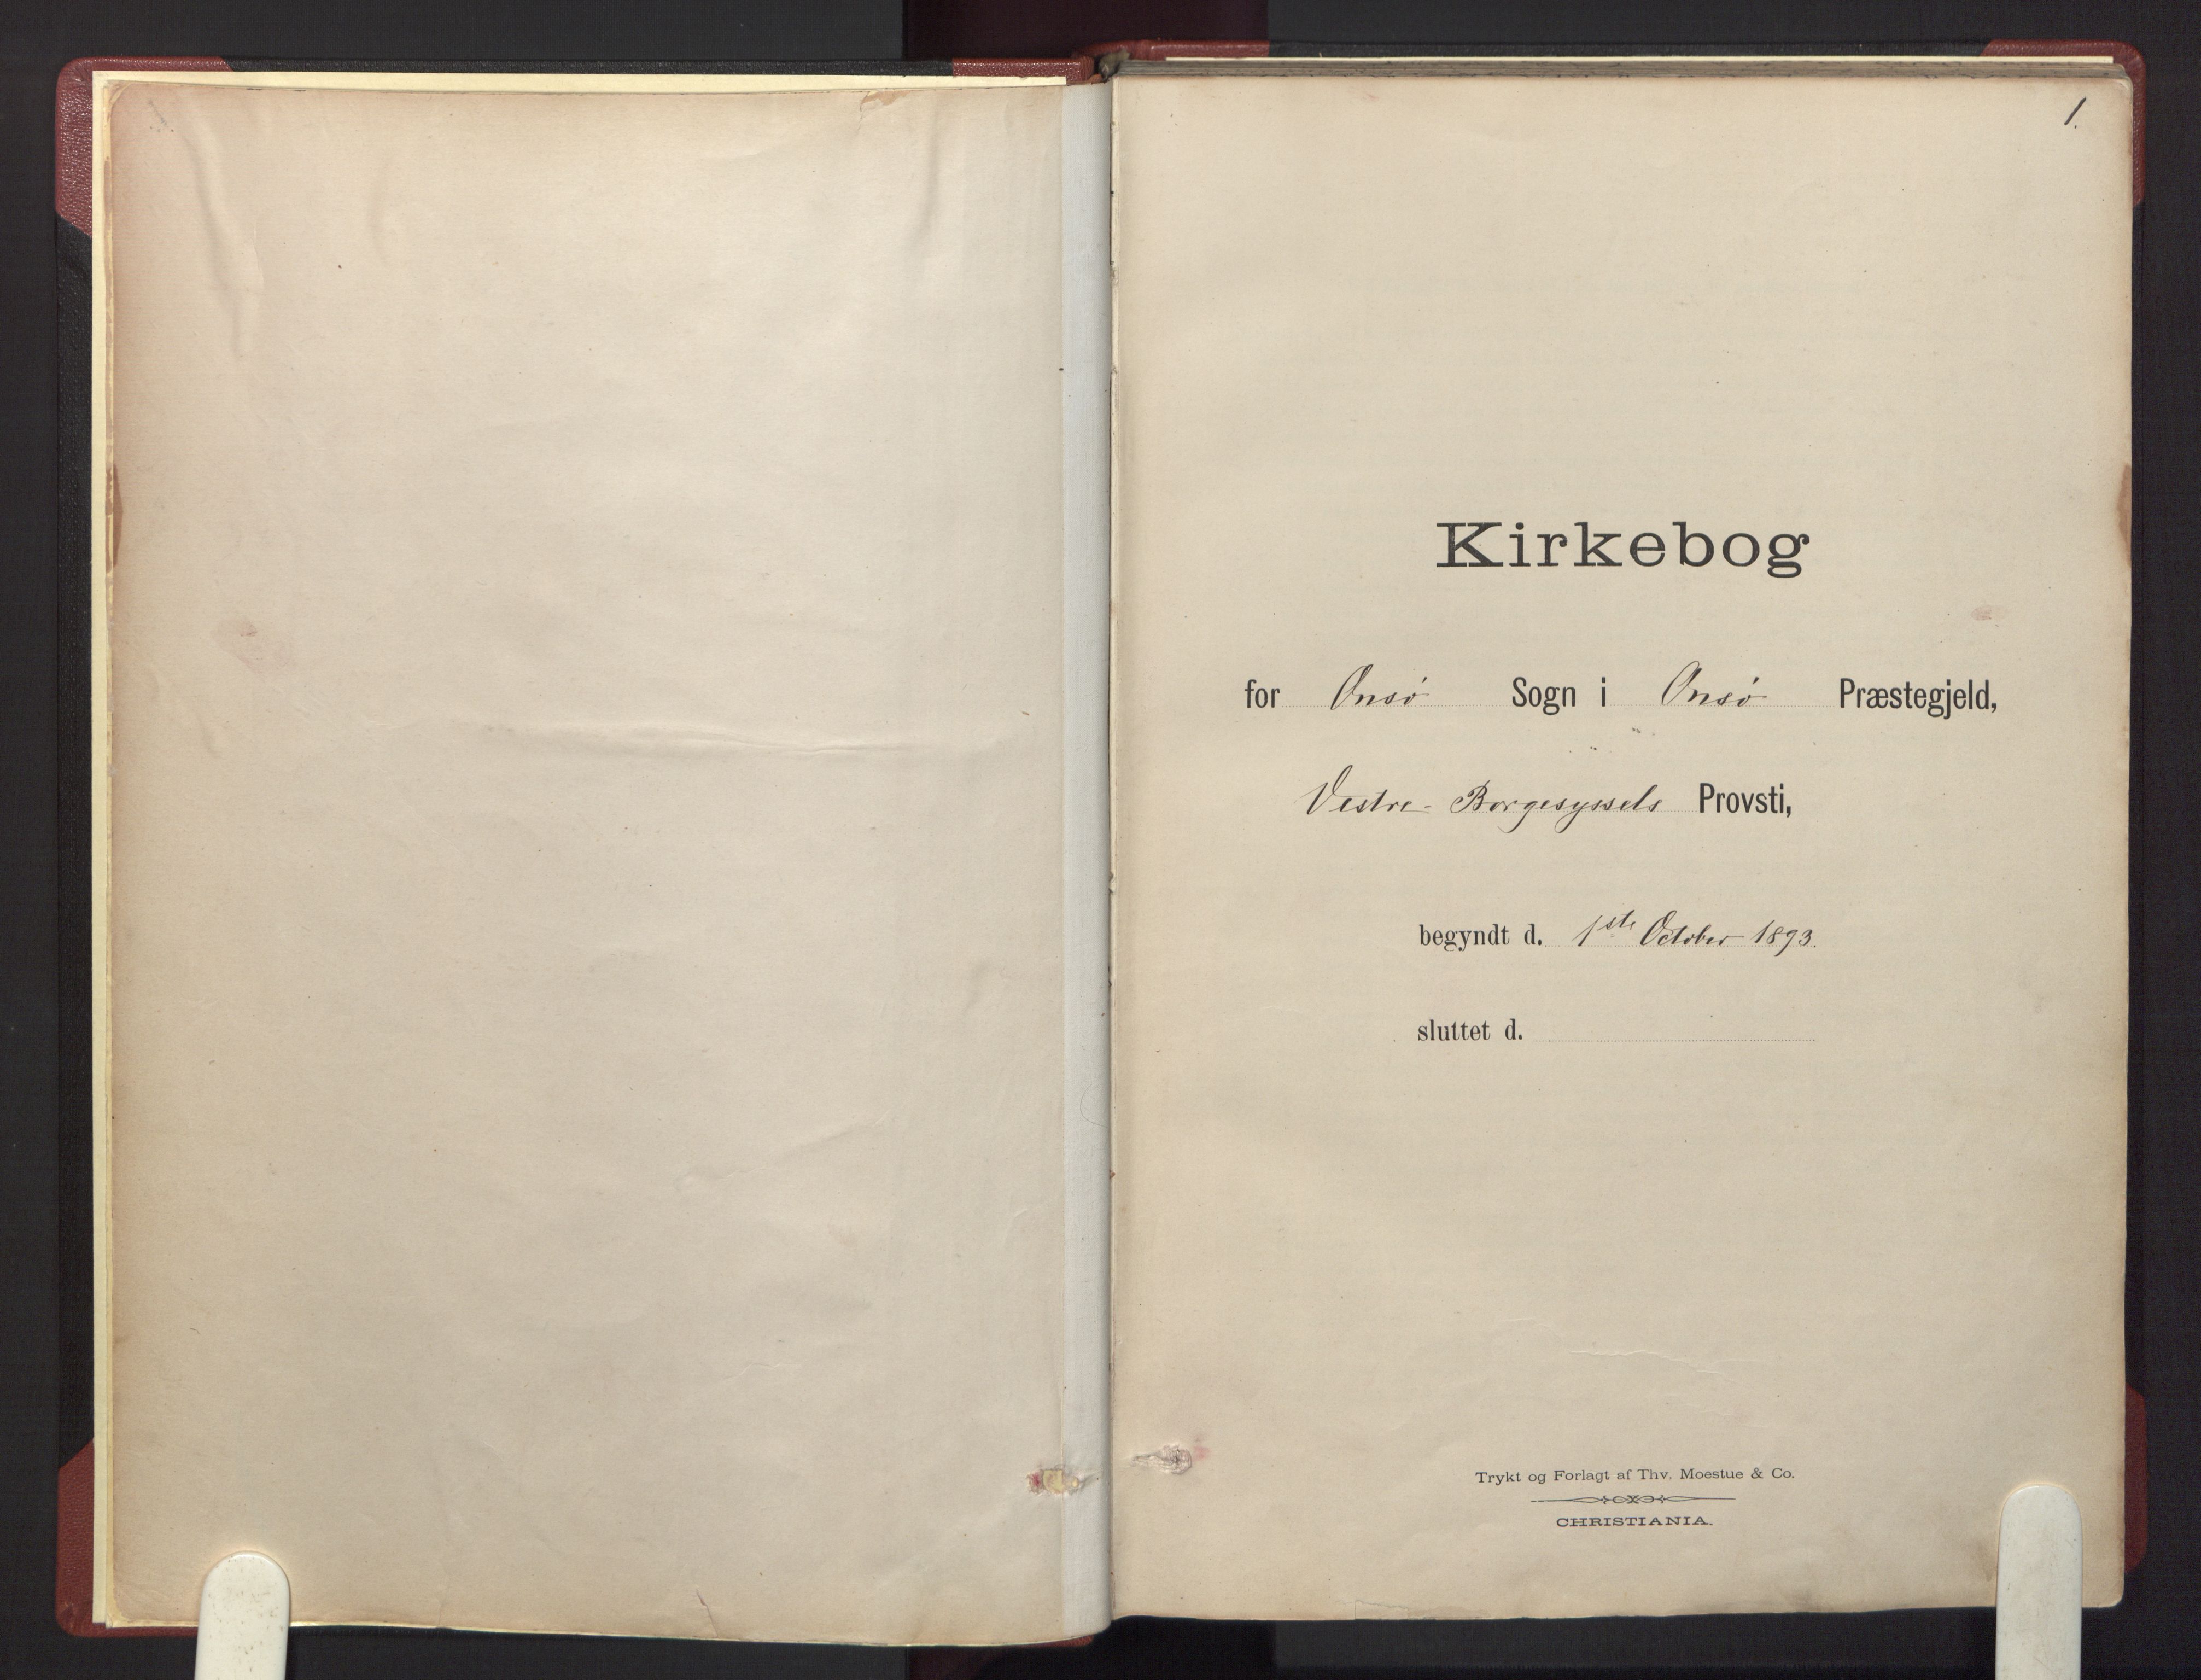 1.
Kirkebog
for Onsø Sogn i Onsø Præstegjeld,
Vestre-Borgesyssels Provsti,
begyndt d. 1ste October 1893.
sluttet d.
Trykt og Forlagt af Thv. Moestue & Co.
CHRISTIANIA.